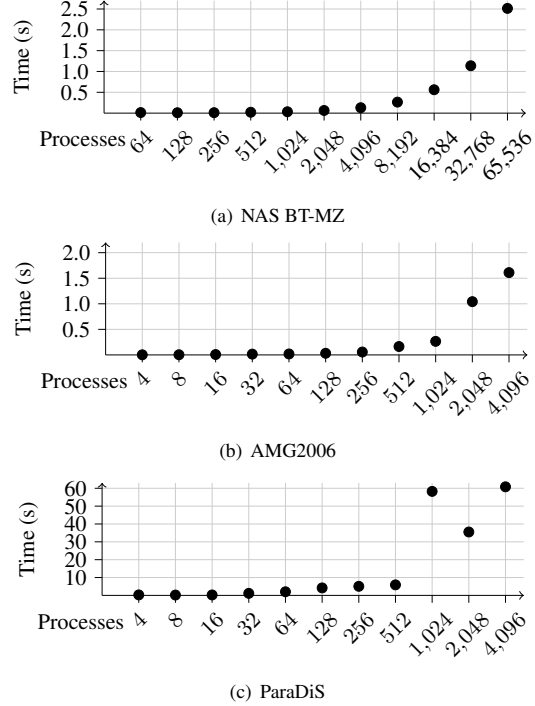 Time (s)
2.5
2.0
1.5
1.0
0.5
Processes 64 128 256 512 1,024 2,048 4,096 8,192 16,384 32,768 65,536
(a) NAS BT-MZ
Time (s)
2.0
1.5
1.0
0.5
Processes 4 8 16 32 64 128 256 512 1,024 2,048 4,096
(b) AMG2006
Time (s)
60
50
40
30
20
10
Processes 4 8 16 32 64 128 256 512 1,024 2,048 4,096
(c) ParaDiS